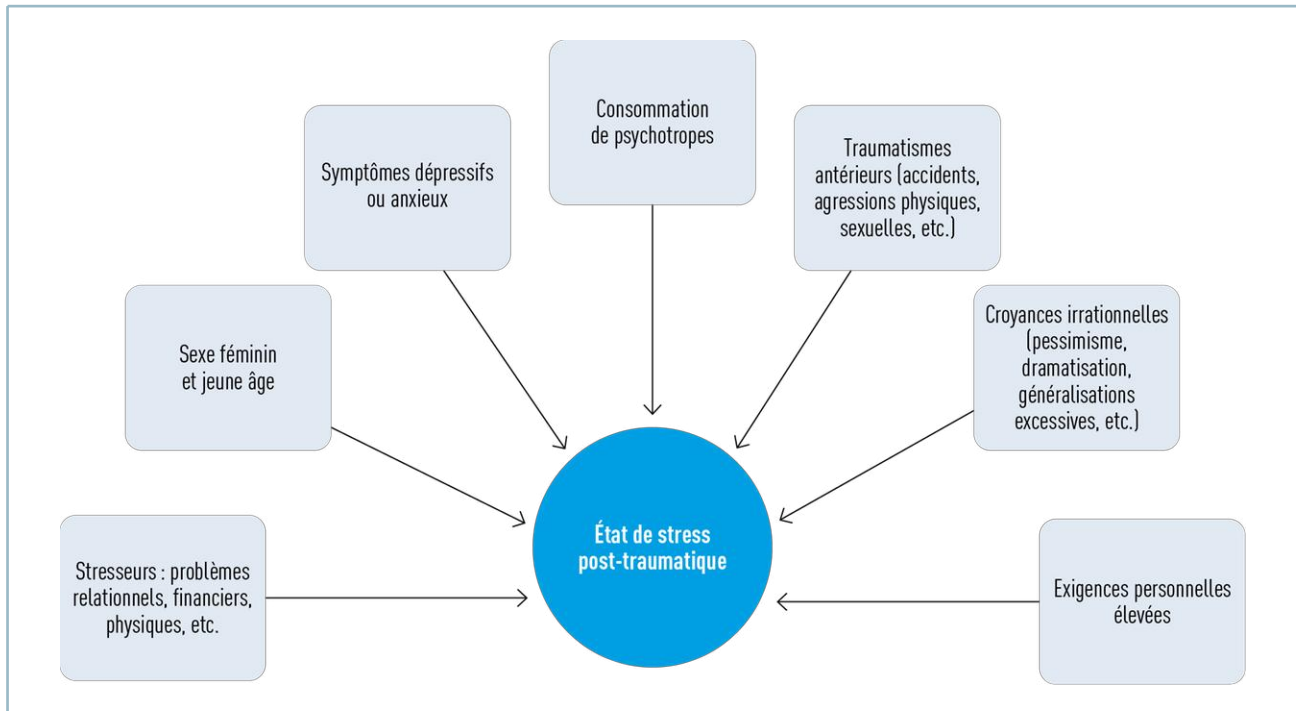 Consommation
de psychotropes
Symptômes dépressifs
ou anxieux
Traumatismes
antérieurs (accidents,
agressions physiques,
sexuelles, etc.)
Sexe féminin
et jeune âge
Croyances irrationnelles
(pessimisme,
dramatisation,
généralisations
excessives, etc.)
Stresseurs : problèmes
relationnels, financiers,
physiques, etc.
État de stress
post-traumatique
Exigences personnelles
élevées